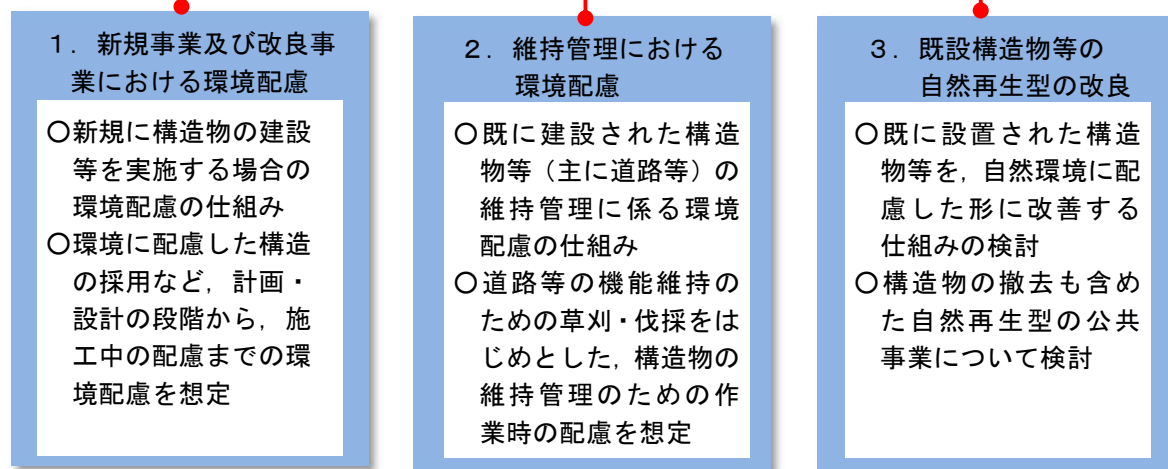 １．新規事業及び改良事
業における環境配慮
〇新規に構造物の建設
等を実施する場合の
環境配慮の仕組み
〇環境に配慮した構造
の採用など，計画・
設計の段階から，施
工中の配慮までの環
境配慮を想定
２．維持管理における
環境配慮
〇既に建設された構造
物等（主に道路等）の
維持管理に係る環境
配慮の仕組み
〇道路等の機能維持の
ための草刈・伐採をは
じめとした，構造物の
維持管理のための作
業時の配慮を想定
３．既設構造物等の
自然再生型の改良
〇既に設置された構造
物等を，自然環境に配
慮した形に改善する
仕組みの検討
〇構造物の撤去も含め
た自然再生型の公共
事業について検討